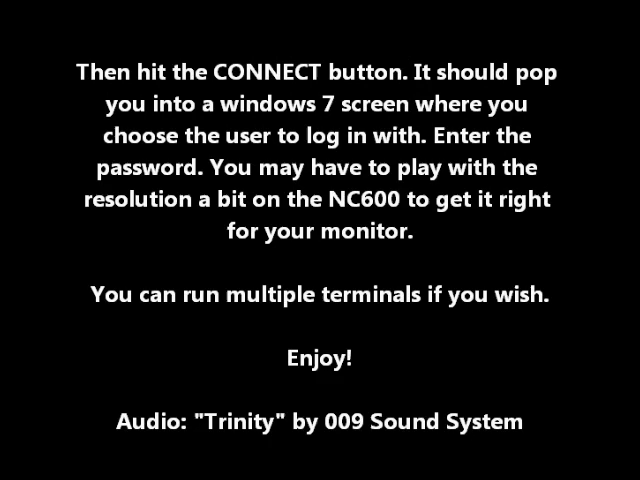 Then hit the CONNECT button. It should pop
you into a windows 7 screen where you
choose the user to log in with. Enter the
password. You may have to play with the
resolution a bit on the NC600 to get it right
for your monitor.
You can run multiple terminals if you wish.
Enjoy!
Audio: "Trinity" by 009 Sound System